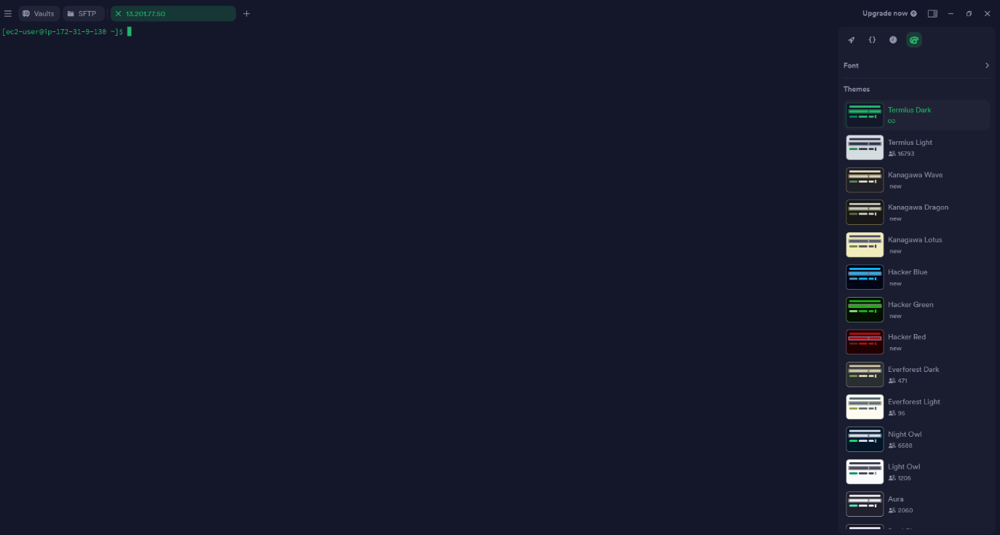 Vaults SFTP 13.201.77.50 Upgrade now
[ec2-user@ip-172-31-9-130 ~]$
{}
Font
Themes
Termius Dark
∞
Termius Light
16793
Kanagawa Wave
new
Kanagawa Dragon
new
Kanagawa Lotus
new
Hacker Blue
new
Hacker Green
new
Hacker Red
new
Everforest Dark
471
Everforest Light
95
Night Owl
6588
Light Owl
1205
Aura
2060